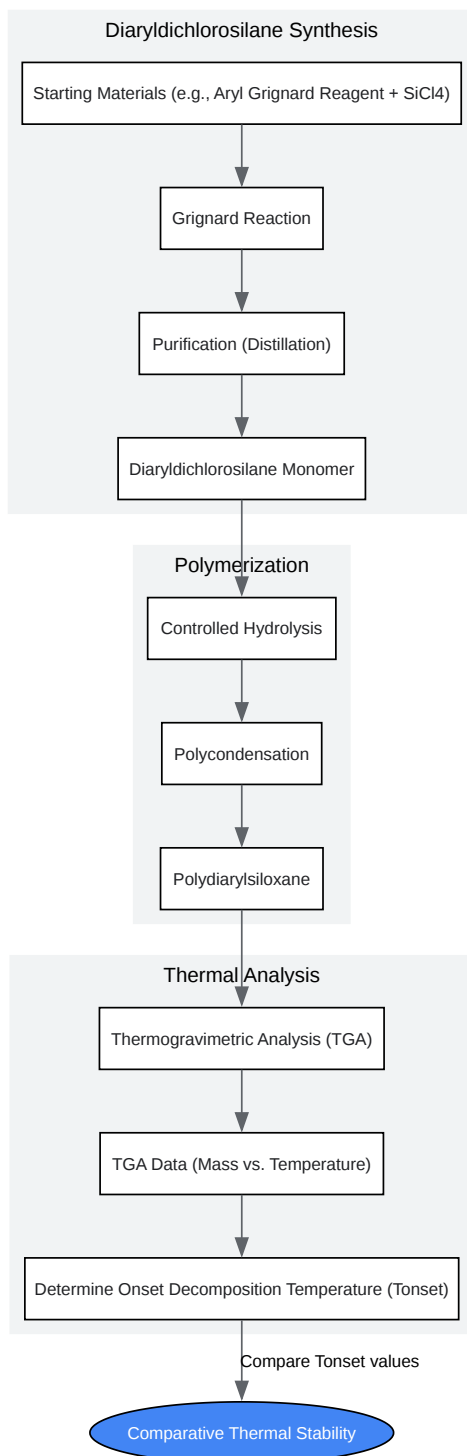 Diaryldichlorosilane Synthesis
Starting Materials (e.g., Aryl Grignard Reagent + SiCl4)
Grignard Reaction
Purification (Distillation)
Diaryldichlorosilane Monomer
Polymerization
Controlled Hydrolysis
Polycondensation
Polydiarylsiloxane
Thermal Analysis
Thermogravimetric Analysis (TGA)
TGA Data (Mass vs. Temperature)
Determine Onset Decomposition Temperature (Tonset)
Compare Tonset values
Comparative Thermal Stability